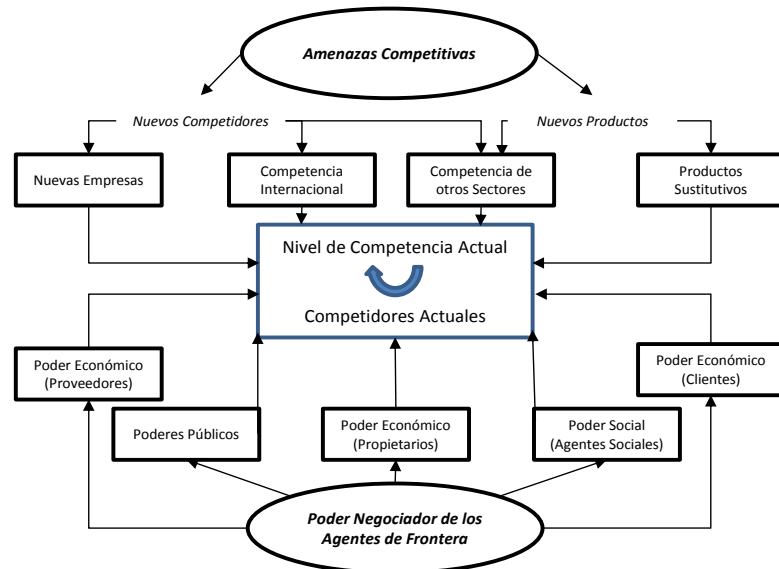 Amenazas Competitivas
Nuevos Competidores
Nuevos Productos
Nuevas Empresas
Competencia
Internacional
Competencia de
otros Sectores
Productos
Sustitutivos
Nivel de Competencia Actual
Competidores Actuales
Poder Económico
(Proveedores)
Poder Económico
(Clientes)
Poderes Públicos
Poder Económico
(Propietarios)
Poder Social
(Agentes Sociales)
Poder Negociador de los
Agentes de Frontera